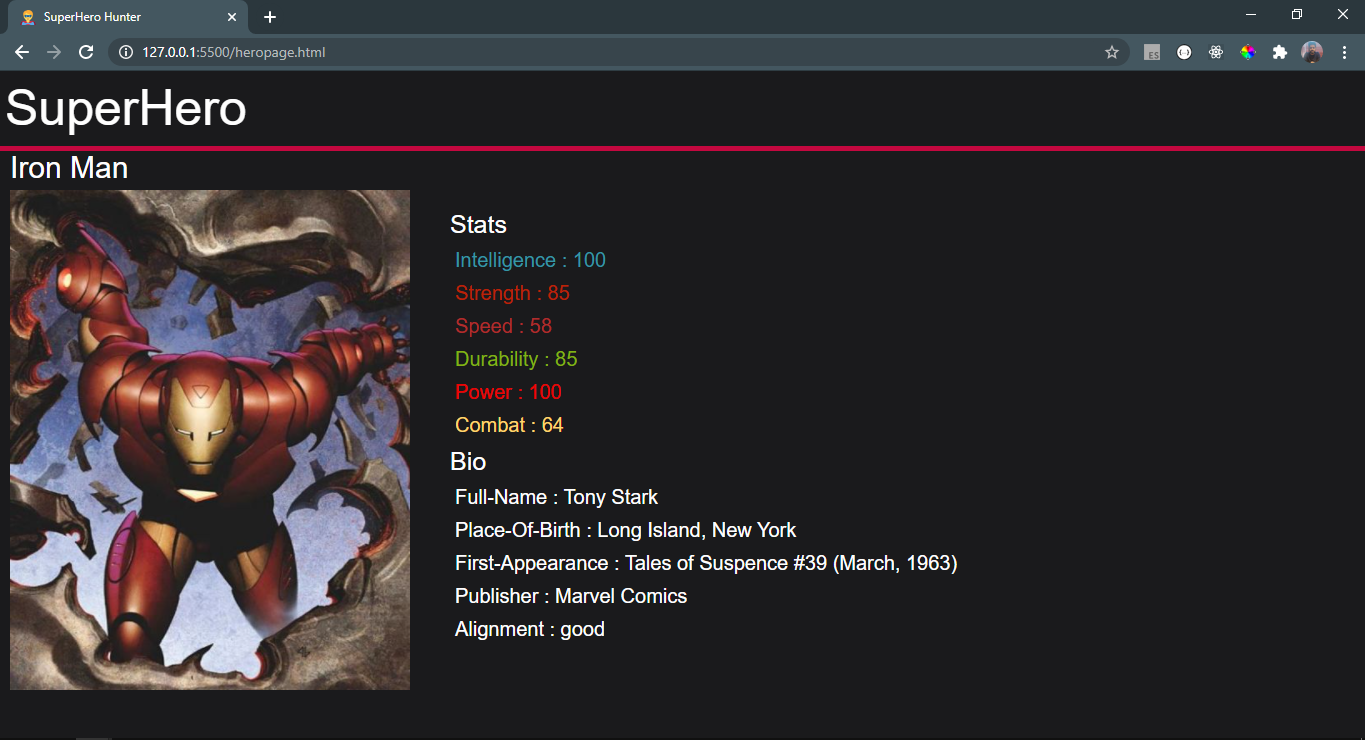 SuperHero Hunter
127.0.0.1:5500/heropage.html
ES
SuperHero
Iron Man
Stats
Intelligence : 100
Strength : 85
Speed : 58
Durability : 85
Power : 100
Combat : 64
Bio
Full-Name : Tony Stark
Place-Of-Birth : Long Island, New York
First-Appearance : Tales of Suspence #39 (March, 1963)
Publisher : Marvel Comics
Alignment : good